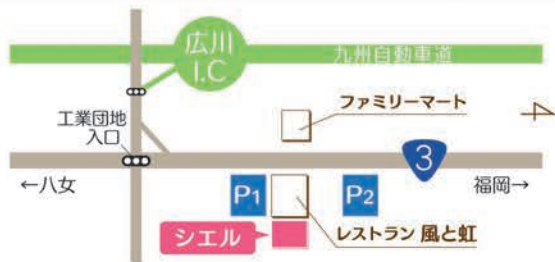 広川
I.C
九州自動車道
ファミリーマート
工業団地
入口
3
←八女
福岡→
P1
P2
シエル
レストラン 風と虹